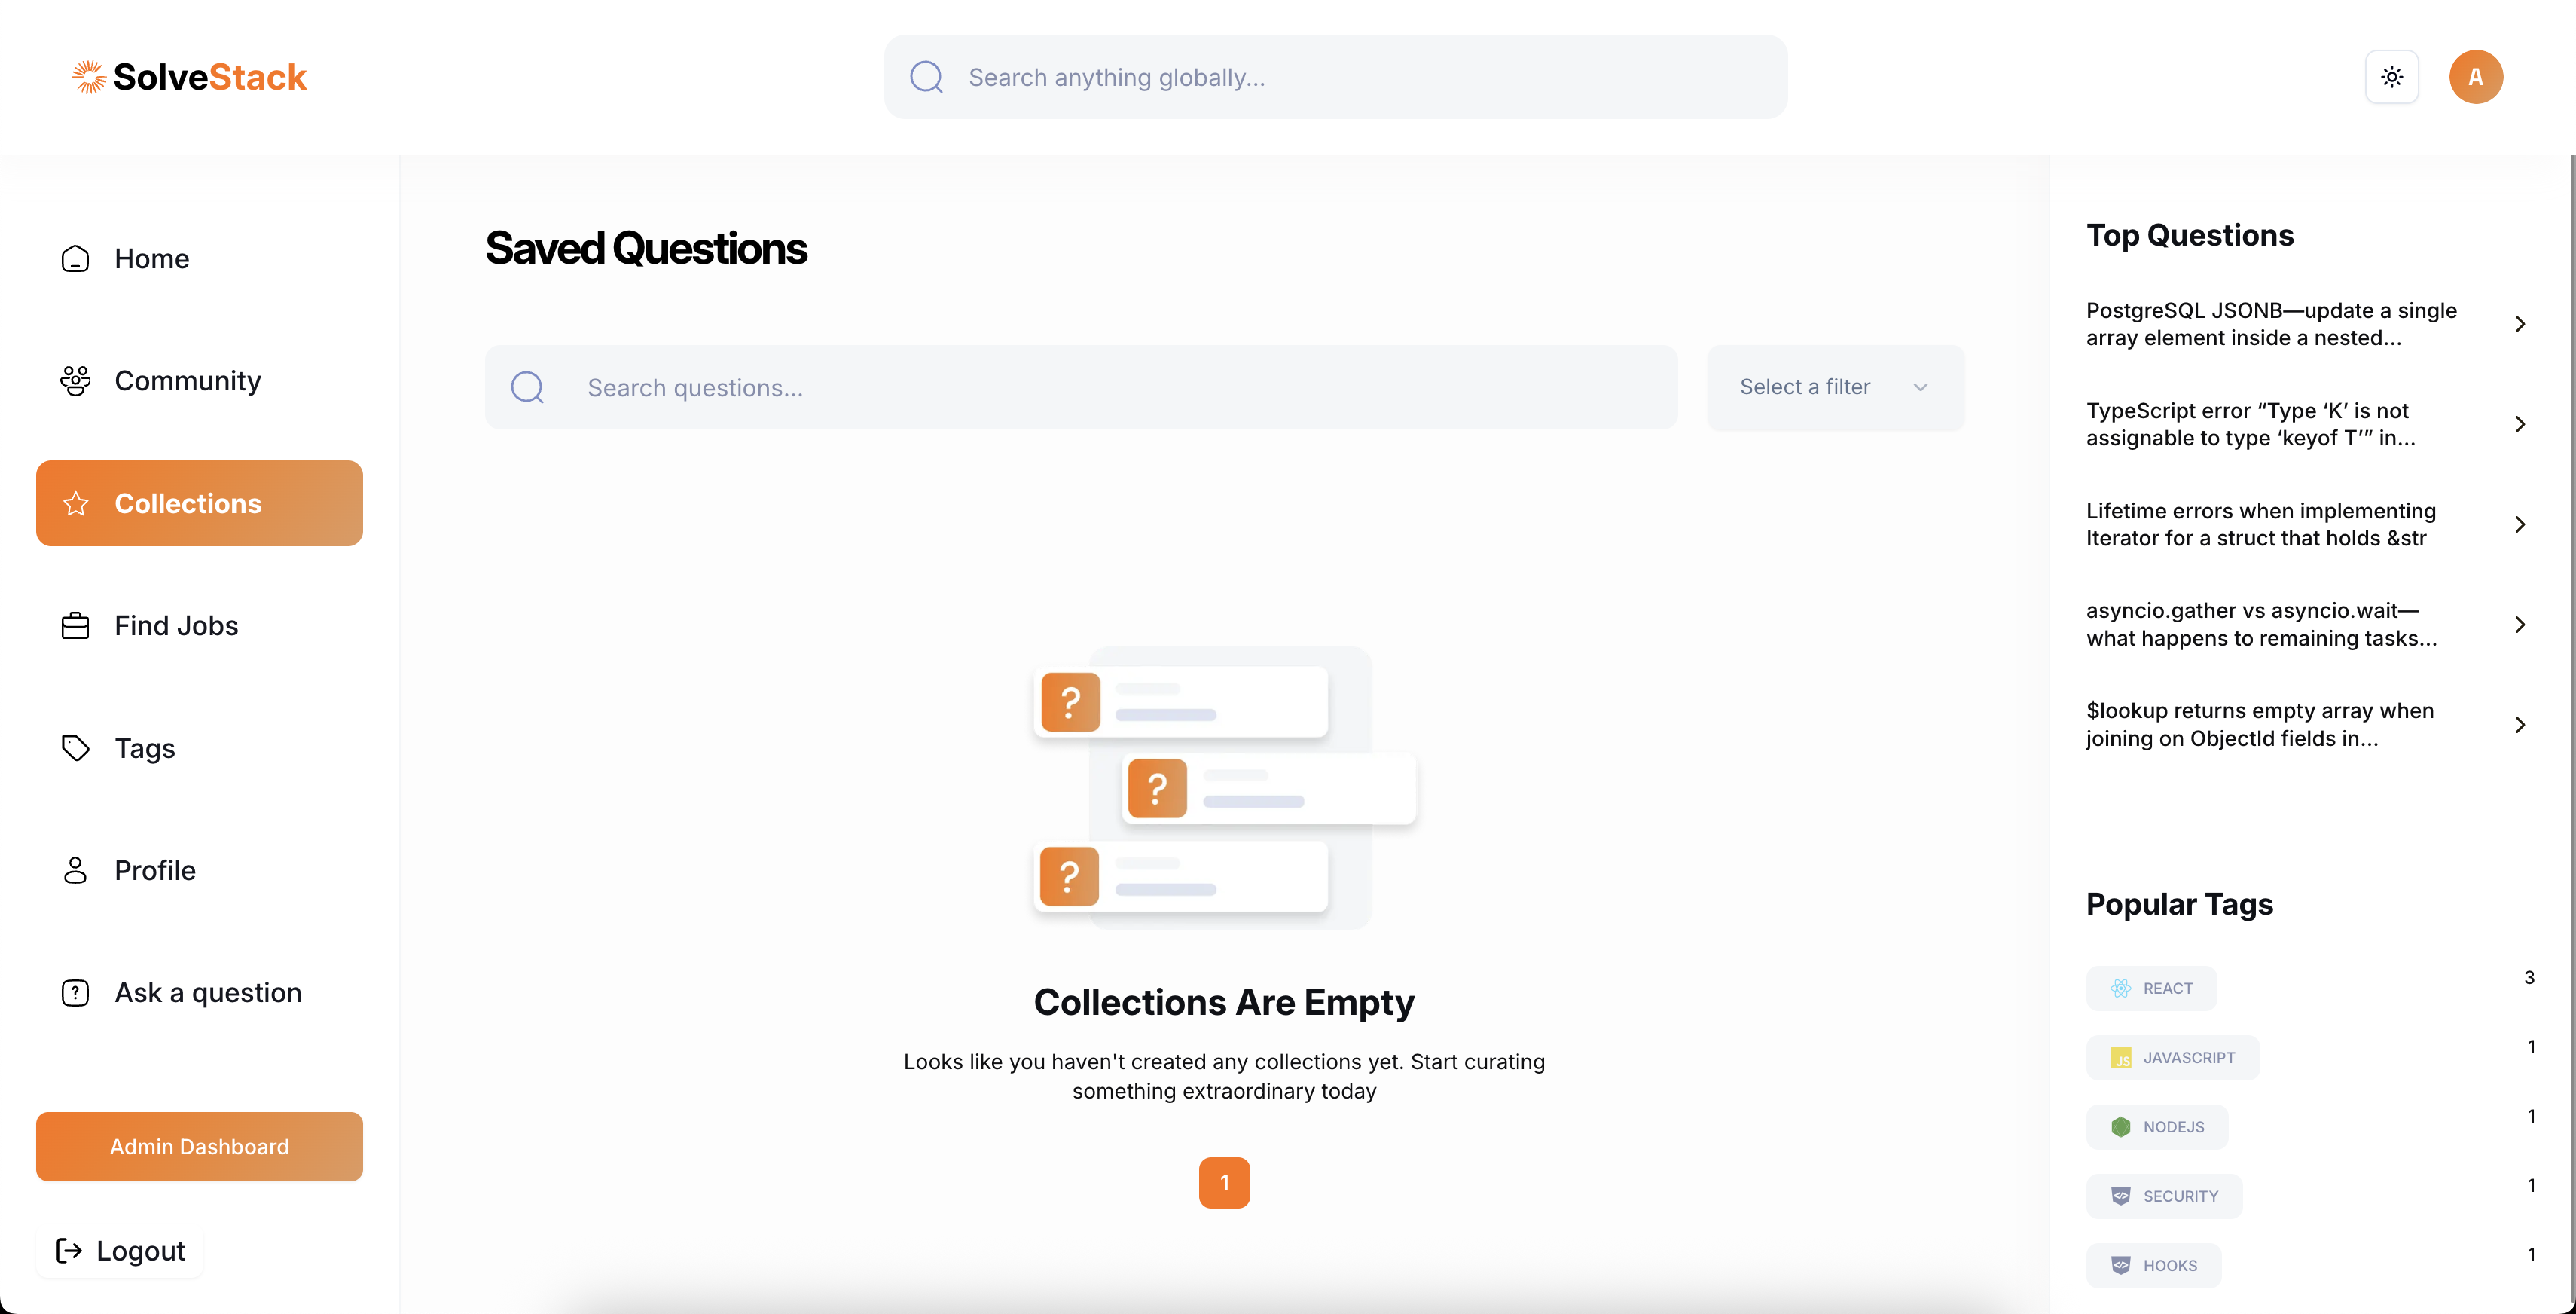 SolveStack
Search anything globally...
A
Home
Community
Collections
Find Jobs
Tags
Profile
Ask a question
Admin Dashboard
Logout
Saved Questions
Search questions...
Select a filter
?
?
?
Collections Are Empty
Looks like you haven't created any collections yet. Start curating
something extraordinary today
1
Top Questions
PostgreSQL JSONB—update a single
array element inside a nested...
TypeScript error “Type ‘K’ is not
assignable to type ‘keyof T’” in...
Lifetime errors when implementing
Iterator for a struct that holds &str
asyncio.gather vs asyncio.wait—
what happens to remaining tasks...
$lookup returns empty array when
joining on ObjectId fields in...
Popular Tags
REACT 3
JS JAVASCRIPT 1
NODEJS 1
SECURITY 1
HOOKS 1